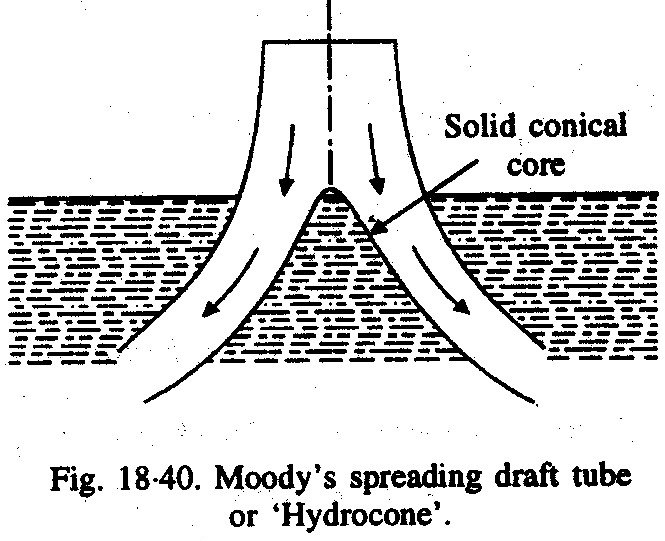 Solid conical
core
Fig. 18·40. Moody's spreading draft tube
or 'Hydrocone'.